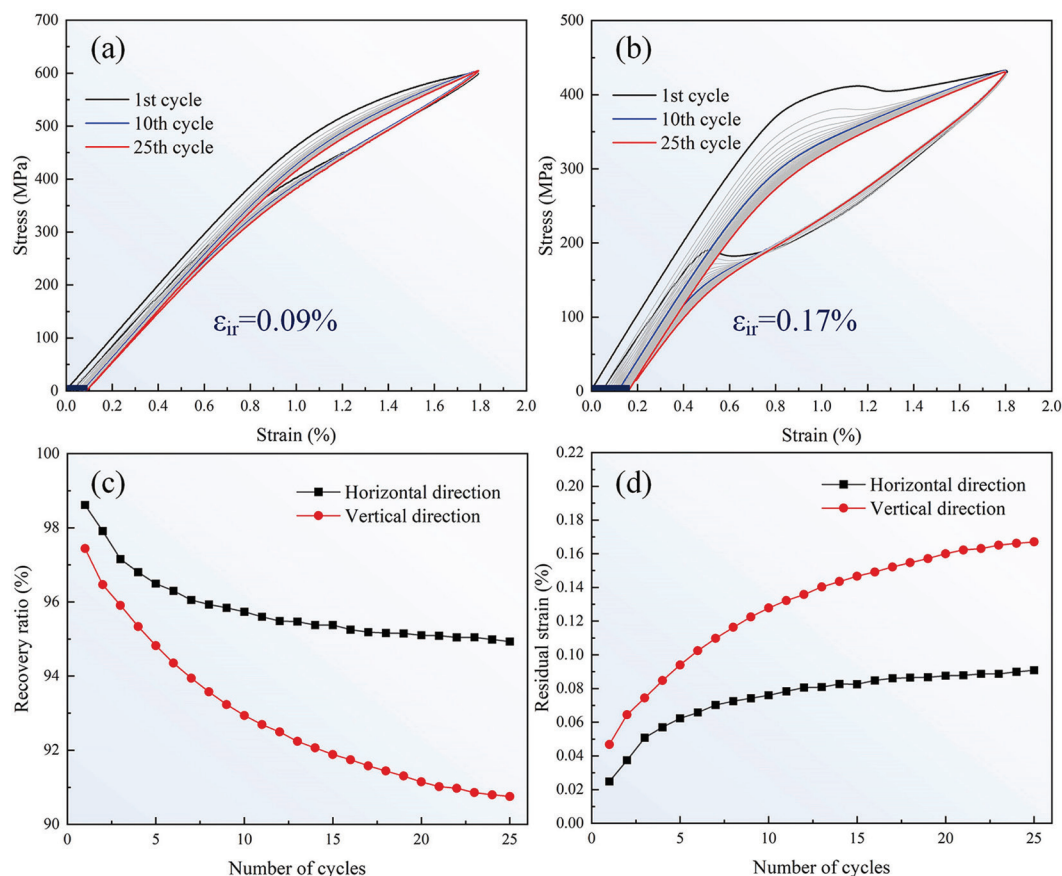 (a)
1st cycle
10th cycle
25th cycle
εir=0.09%
Stress (MPa)
700
600
500
400
300
200
100
0
0.0 0.2 0.4 0.6 0.8 1.0 1.2 1.4 1.6 1.8 2.0
Strain (%)
(b)
1st cycle
10th cycle
25th cycle
εir=0.17%
Stress (MPa)
500
400
300
200
100
0
0.0 0.2 0.4 0.6 0.8 1.0 1.2 1.4 1.6 1.8 2.0
Strain (%)
(c)
Horizontal direction
Vertical direction
Recovery ratio (%)
100
98
96
94
92
90
0 5 10 15 20 25
Number of cycles
(d)
Horizontal direction
Vertical direction
Residual strain (%)
0.22
0.20
0.18
0.16
0.14
0.12
0.10
0.08
0.06
0.04
0.02
0.00
0 5 10 15 20 25
Number of cycles